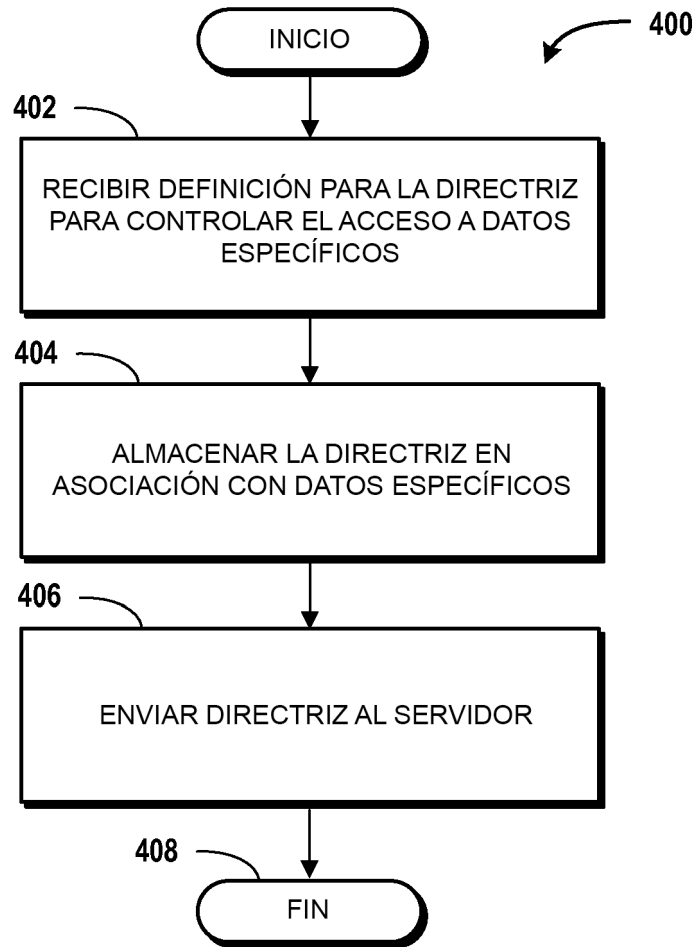 INICIO
400
402
RECIBIR DEFINICIÓN PARA LA DIRECTRIZ
PARA CONTROLAR EL ACCESO A DATOS
ESPECÍFICOS
404
ALMACENAR LA DIRECTRIZ EN
ASOCIACIÓN CON DATOS ESPECÍFICOS
406
ENVIAR DIRECTRIZ AL SERVIDOR
408
FIN